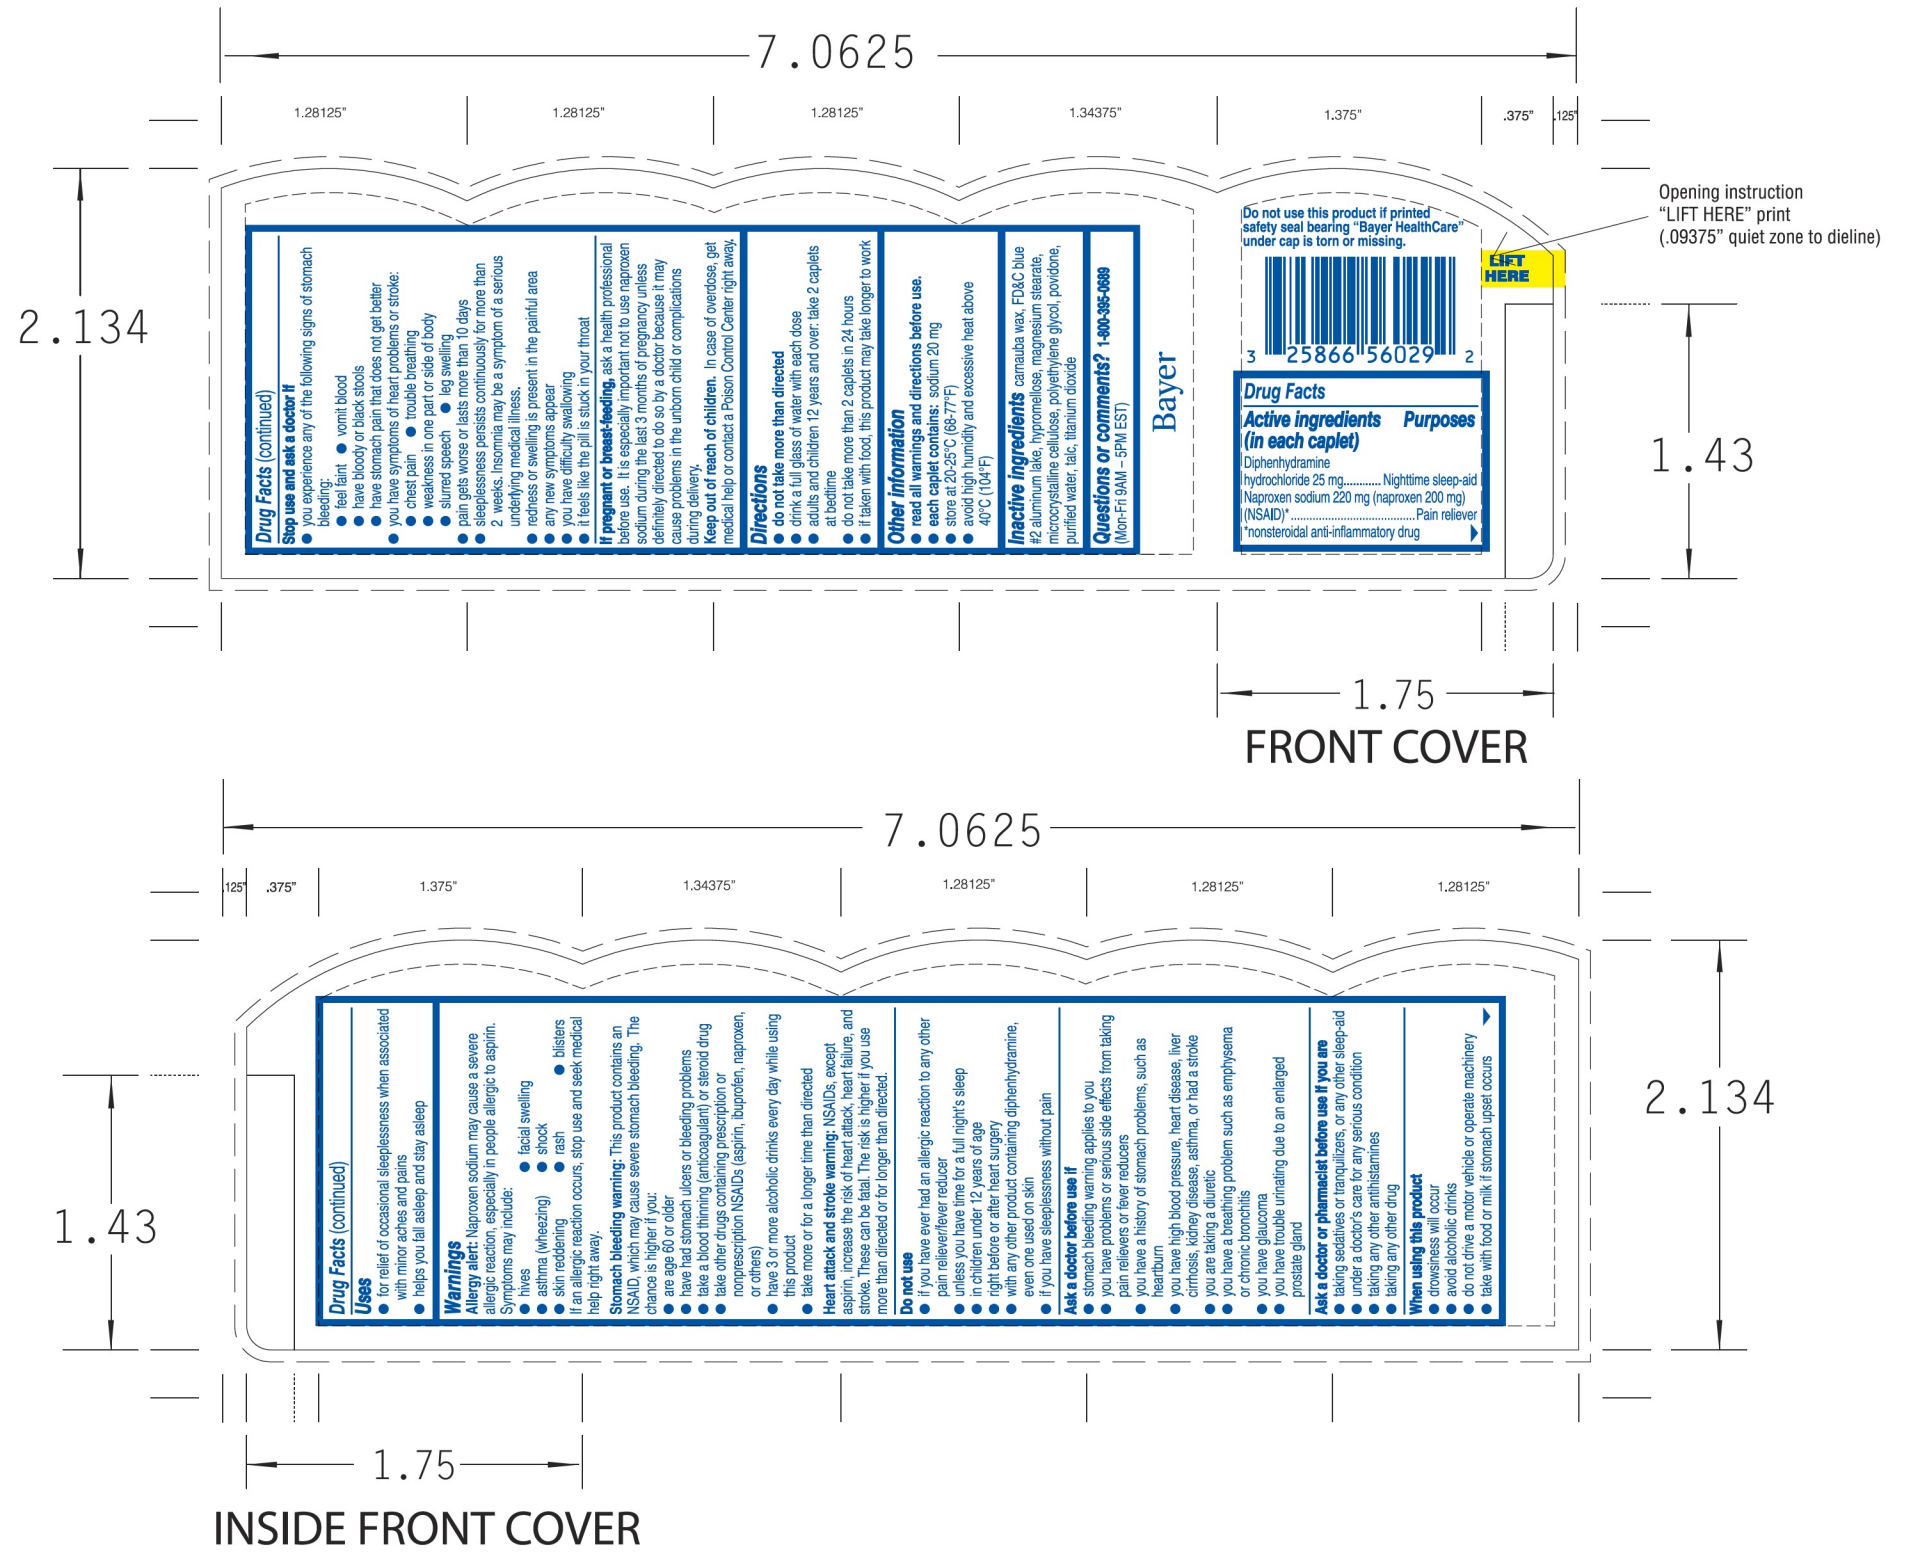 7.0625
1.28125"
1.28125"
1.28125"
1.34375"
1.375"
.375"
.125"
2.134
Drug Facts (continued)
Stop use and ask a doctor if
● you experience any of the following signs of stomach
bleeding:
● feel faint ● vomit blood
● have bloody or black stools
● have stomach pain that does not get better
● you have symptoms of heart problems or stroke:
● chest pain ● trouble breathing
● weakness in one part or side of body
● slurred speech ● leg swelling
● pain gets worse or lasts more than 10 days
● sleeplessness persists continuously for more than
2 weeks. Insomnia may be a symptom of a serious
underlying medical illness.
● redness or swelling is present in the painful area
● any new symptoms appear
● you have difficulty swallowing
● it feels like the pill is stuck in your throat
If pregnant or breast-feeding, ask a health professional
before use. It is especially important not to use naproxen
sodium during the last 3 months of pregnancy unless
definitely directed to do so by a doctor because it may
cause problems in the unborn child or complications
during delivery.
Keep out of reach of children. In case of overdose, get
medical help or contact a Poison Control Center right away.
Directions
● do not take more than directed
● drink a full glass of water with each dose
● adults and children 12 years and over: take 2 caplets
at bedtime
● do not take more than 2 caplets in 24 hours
● if taken with food, this product may take longer to work
Other information
● read all warnings and directions before use.
● each caplet contains: sodium 20 mg
● store at 20-25°C (68-77°F)
● avoid high humidity and excessive heat above
40°C (104°F)
Inactive ingredients carnauba wax, FD&C blue
#2 aluminum lake, hypromellose, magnesium stearate,
microcrystalline cellulose, polyethylene glycol, povidone,
purified water, talc, titanium dioxide
Questions or comments? 1-800-395-0689
(Mon-Fri 9AM – 5PM EST)
Bayer
Do not use this product if printed
safety seal bearing “Bayer HealthCare”
under cap is torn or missing.
3 25866 56029 2
Drug Facts
Active ingredients Purposes
(in each caplet)
Diphenhydramine
hydrochloride 25 mg............ Nighttime sleep-aid
Naproxen sodium 220 mg (naproxen 200 mg)
(NSAID)*........................................Pain reliever
*nonsteroidal anti-inflammatory drug
LIFT
HERE
Opening instruction
“LIFT HERE” print
(.09375” quiet zone to dieline)
1.43
1.75
FRONT COVER
7.0625
.125"
.375"
1.375"
1.34375"
1.28125"
1.28125"
1.28125"
1.43
Drug Facts (continued)
Uses
● for relief of occasional sleeplessness when associated
with minor aches and pains
● helps you fall asleep and stay asleep
Warnings
Allergy alert: Naproxen sodium may cause a severe
allergic reaction, especially in people allergic to aspirin.
Symptoms may include:
● hives ● facial swelling
● asthma (wheezing) ● shock
● skin reddening ● rash ● blisters
If an allergic reaction occurs, stop use and seek medical
help right away.
Stomach bleeding warning: This product contains an
NSAID, which may cause severe stomach bleeding. The
chance is higher if you:
● are age 60 or older
● have had stomach ulcers or bleeding problems
● take a blood thinning (anticoagulant) or steroid drug
● take other drugs containing prescription or
nonprescription NSAIDs (aspirin, ibuprofen, naproxen,
or others)
● have 3 or more alcoholic drinks every day while using
this product
● take more or for a longer time than directed
Heart attack and stroke warning: NSAIDs, except
aspirin, increase the risk of heart attack, heart failure, and
stroke. These can be fatal. The risk is higher if you use
more than directed or for longer than directed.
Do not use
● if you have ever had an allergic reaction to any other
pain reliever/fever reducer
● unless you have time for a full night's sleep
● in children under 12 years of age
● right before or after heart surgery
● with any other product containing diphenhydramine,
even one used on skin
● if you have sleeplessness without pain
Ask a doctor before use if
● stomach bleeding warning applies to you
● you have problems or serious side effects from taking
pain relievers or fever reducers
● you have a history of stomach problems, such as
heartburn
● you have high blood pressure, heart disease, liver
cirrhosis, kidney disease, asthma, or had a stroke
● you are taking a diuretic
● you have a breathing problem such as emphysema
or chronic bronchitis
● you have glaucoma
● you have trouble urinating due to an enlarged
prostate gland
Ask a doctor or pharmacist before use if you are
● taking sedatives or tranquilizers, or any other sleep-aid
● under a doctor's care for any serious condition
● taking any other antihistamines
● taking any other drug
When using this product
● drowsiness will occur
● avoid alcoholic drinks
● do not drive a motor vehicle or operate machinery
● take with food or milk if stomach upset occurs
2.134
1.75
INSIDE FRONT COVER